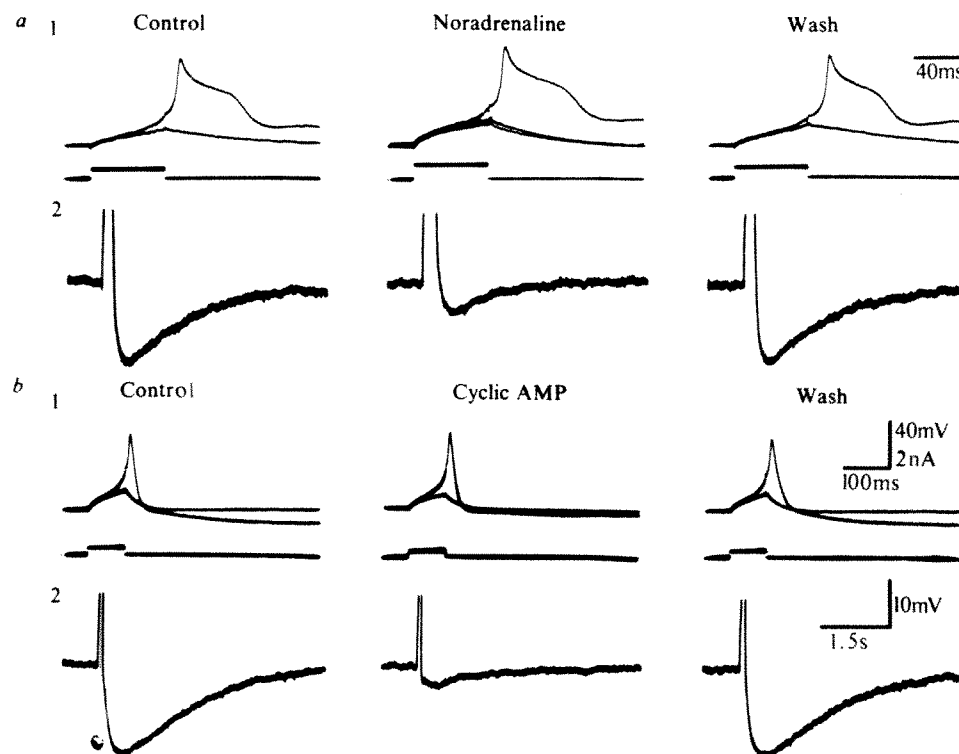 a 1 Control Noradrenaline Wash
40ms
2
b 1 Control Cyclic AMP Wash
40mV
2nA
100ms
2
10mV
1.5s